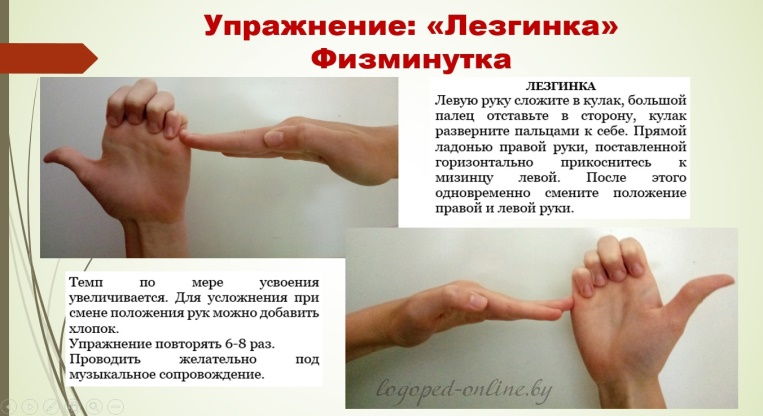 Упражнение: «Лезгинка»
Физминутка
ЛЕЗГИНКА
Левую руку сложите в кулак, большой
палец отставьте в сторону, кулак
разверните пальцами к себе. Прямой
ладонью правой руки, поставленной
горизонтально прикоснитесь к
мизинцу левой. После этого
одновременно смените положение
правой и левой руки.
Темп по мере усвоения
увеличивается. Для усложнения при
смене положения рук можно добавить
хлопок.
Упражнение повторять 6-8 раз.
Проводить желательно под
музыкальное сопровождение.
logoped-online.by